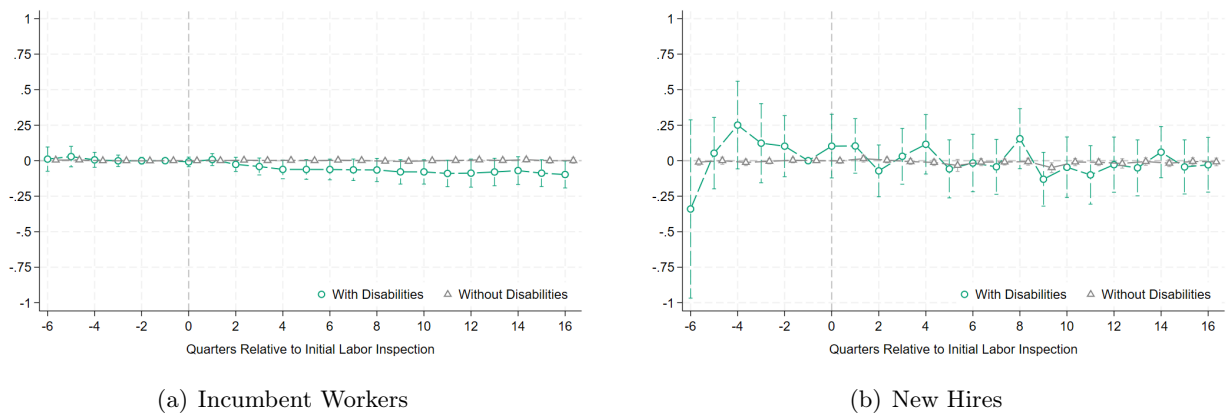 1
.75
.5
.25
0
-.25
-.5
-.75
-1
With Disabilities Without Disabilities
-6 -4 -2 0 2 4 6 8 10 12 14 16
Quarters Relative to Initial Labor Inspection
(a) Incumbent Workers
1
.75
.5
.25
0
-.25
-.5
-.75
-1
With Disabilities Without Disabilities
-6 -4 -2 0 2 4 6 8 10 12 14 16
Quarters Relative to Initial Labor Inspection
(b) New Hires